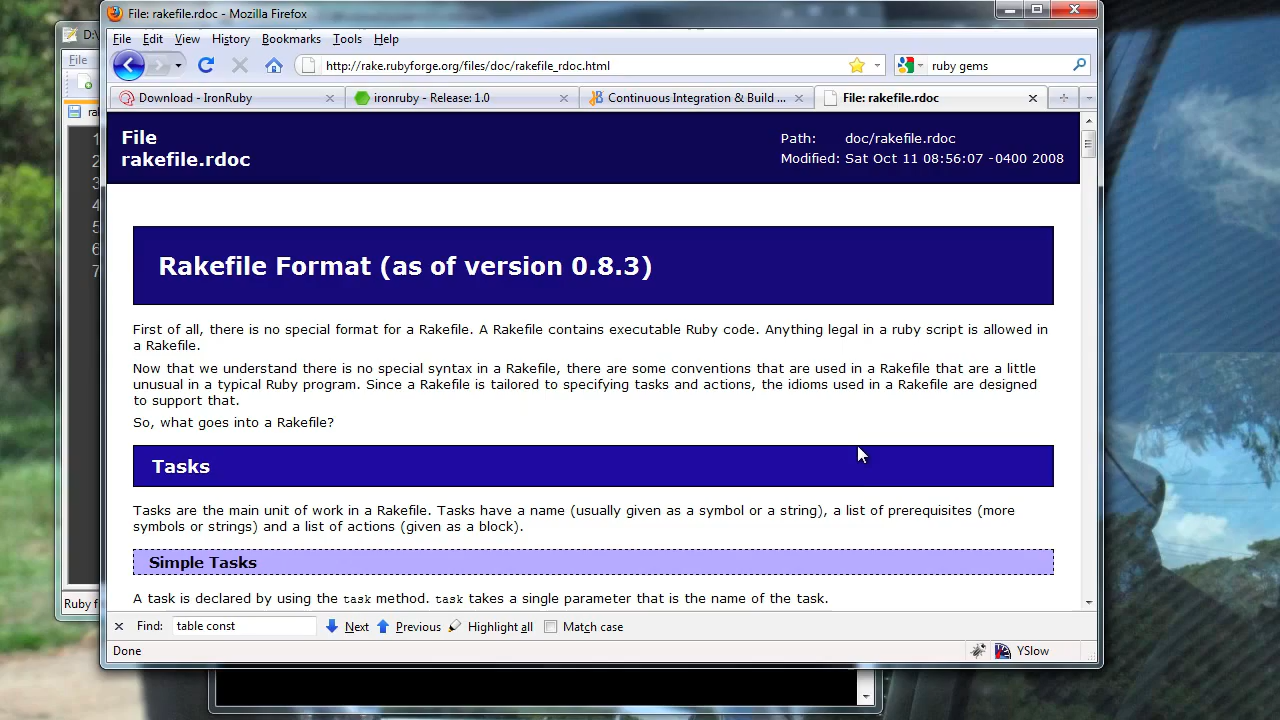 D:\
File: rakefile.rdoc - Mozilla Firefox
File Edit View History Bookmarks Tools Help
http://rake.rubyforge.org/files/doc/rakefile_rdoc.html
ruby gems
Download - IronRuby
ironruby - Release: 1.0
Continuous Integration & Build ...
File: rakefile.rdoc
File
ra
1
2
3
4
5
6
7
Ruby f
File
rakefile.rdoc
Path: doc/rakefile.rdoc
Modified: Sat Oct 11 08:56:07 -0400 2008
Rakefile Format (as of version 0.8.3)
First of all, there is no special format for a Rakefile. A Rakefile contains executable Ruby code. Anything legal in a ruby script is allowed in
a Rakefile.
Now that we understand there is no special syntax in a Rakefile, there are some conventions that are used in a Rakefile that are a little
unusual in a typical Ruby program. Since a Rakefile is tailored to specifying tasks and actions, the idioms used in a Rakefile are designed
to support that.
So, what goes into a Rakefile?
Tasks
Tasks are the main unit of work in a Rakefile. Tasks have a name (usually given as a symbol or a string), a list of prerequisites (more
symbols or strings) and a list of actions (given as a block).
Simple Tasks
A task is declared by using the task method. task takes a single parameter that is the name of the task.
Find: table const Next Previous Highlight all Match case
Done
YSlow